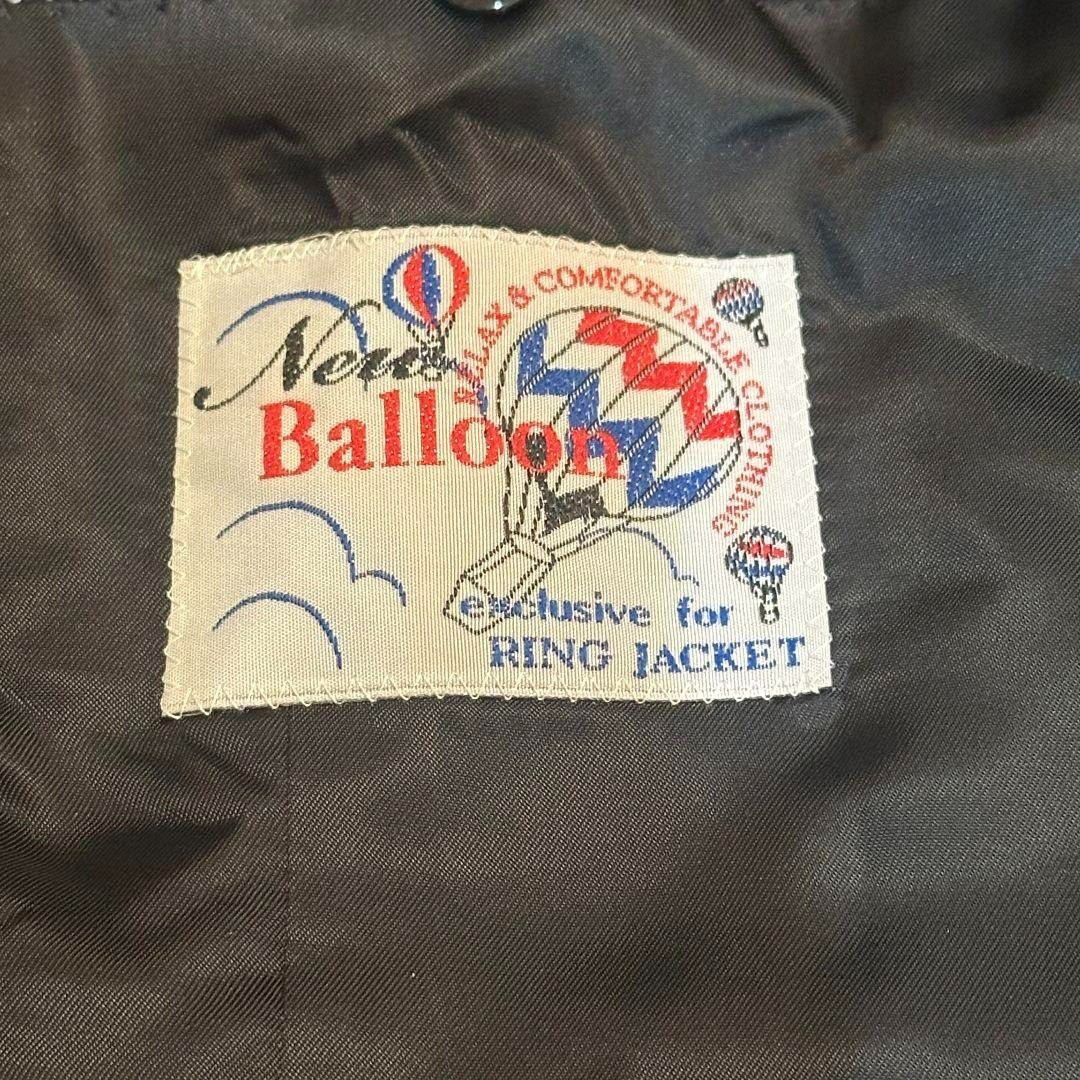 New
Balloon
RELAX & COMFORTABLE CLOTHING
exclusive for
RING JACKET